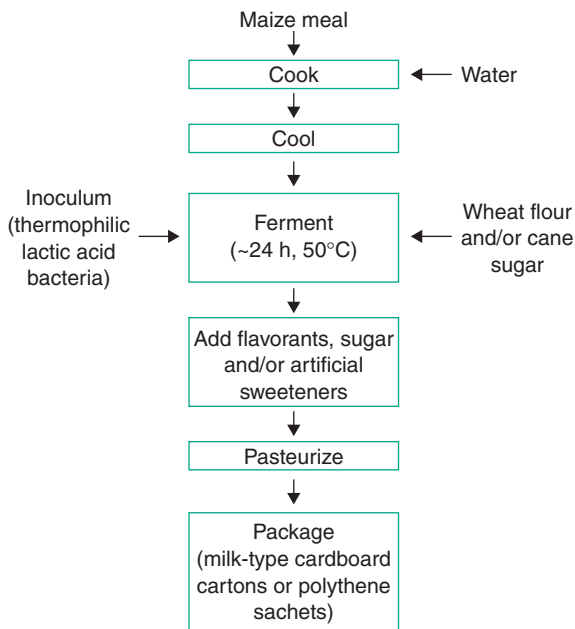 Maize meal
Cook
Water
Cool
Inoculum
(thermophilic
lactic acid
bacteria)
Ferment
(~24 h, 50°C)
Wheat flour
and/or cane
sugar
Add flavorants, sugar
and/or artificial
sweeteners
Pasteurize
Package
(milk-type cardboard
cartons or polythene
sachets)